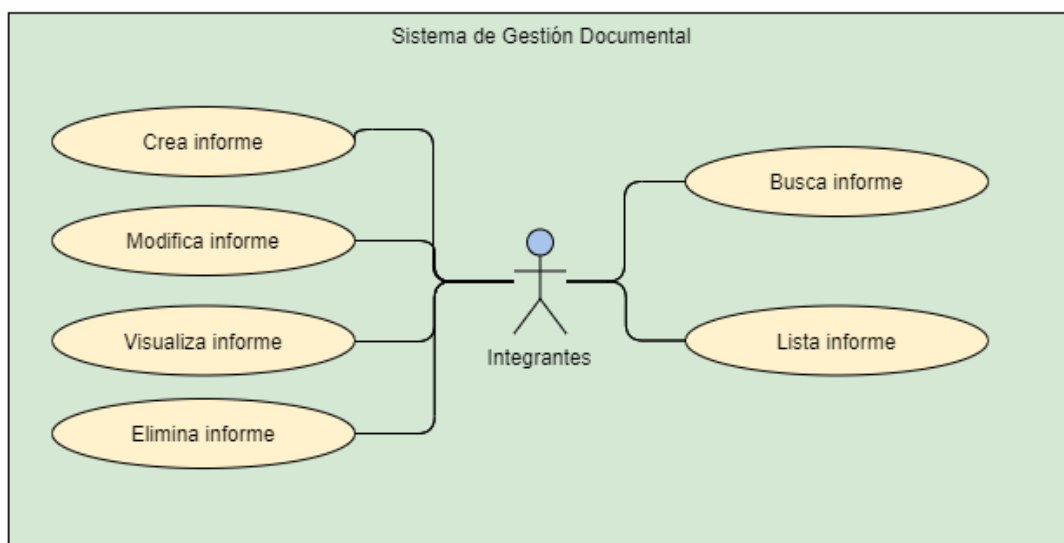 Sistema de Gestión Documental
Crea informe
Modifica informe
Visualiza informe
Elimina informe
Integrantes
Busca informe
Lista informe